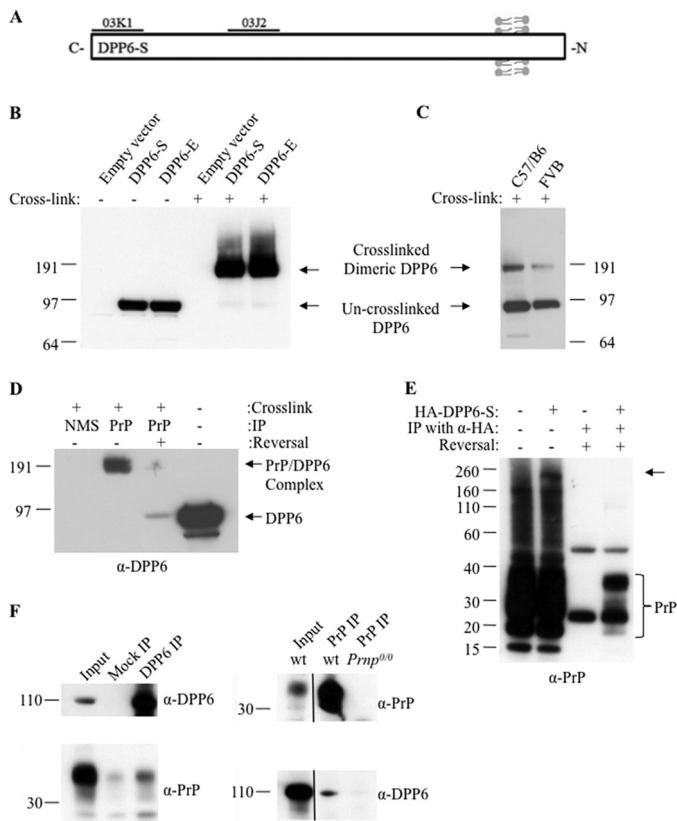 A
03K1 03J2
C- DPP6-S -N
B
Empty vector DPP6-S DPP6-E Empty vector DPP6-S DPP6-E
Cross-link: - - - + + +
191
97
64
Crosslinked
Dimeric DPP6
Un-crosslinked
DPP6
C
C57/B6 FVB
Cross-link: + +
191
97
64
D
+ + + - :Crosslink
NMS PrP PrP - :IP
- - + - :Reversal
191
97
PrP/DPP6
Complex
DPP6
α-DPP6
E
HA-DPP6-S: - + - +
IP with α-HA: - - + +
Reversal: - - + +
260
160
110
60
40
30
20
15
PrP
α-PrP
F
Input Mock IP DPP6 IP
110 α-DPP6
30 α-PrP
Input PrP IP PrP IP
wt wt Prnp0/0
30 α-PrP
110 α-DPP6